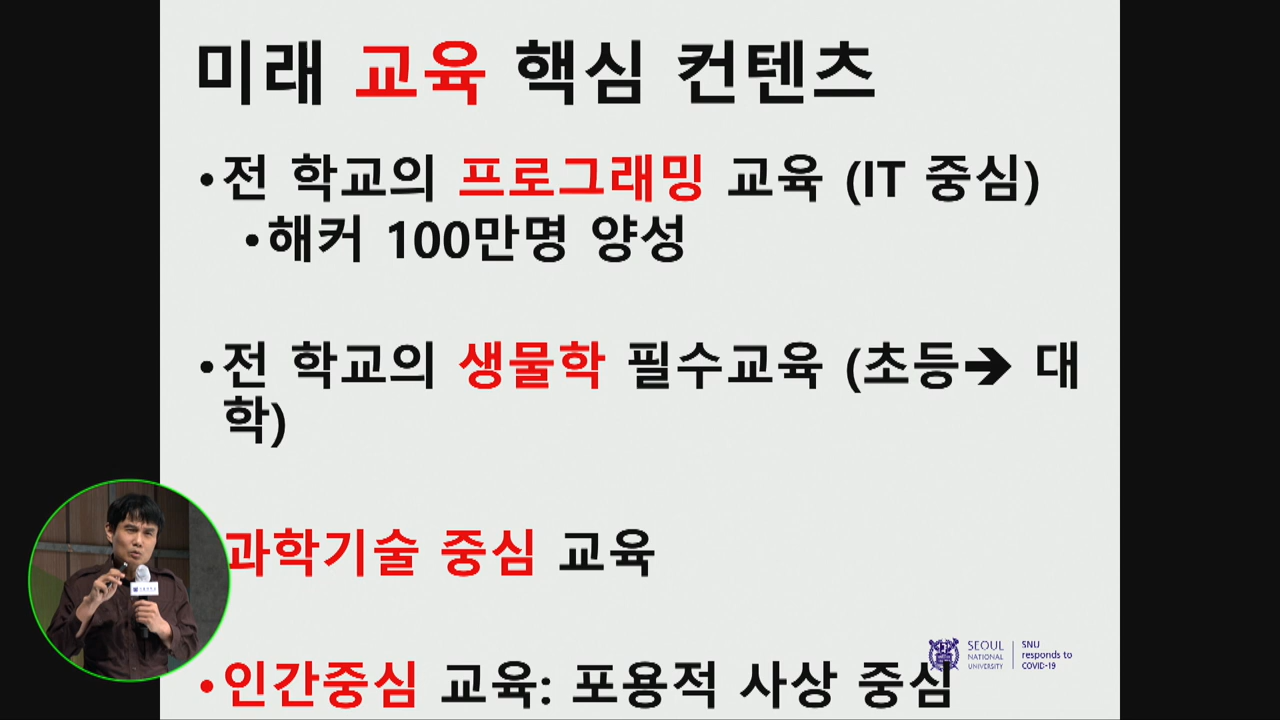 미래 교육 핵심 컨텐츠
•전 학교의 프로그래밍 교육 (IT 중심)
•해커 100만명 양성
•전 학교의 생물학 필수교육 (초등➔ 대
학)
과학기술 중심 교육
•인간중심 교육: 포용적 사상 중심
SEOUL
NATIONAL
UNIVERSITY
SNU
responds to
COVID-19